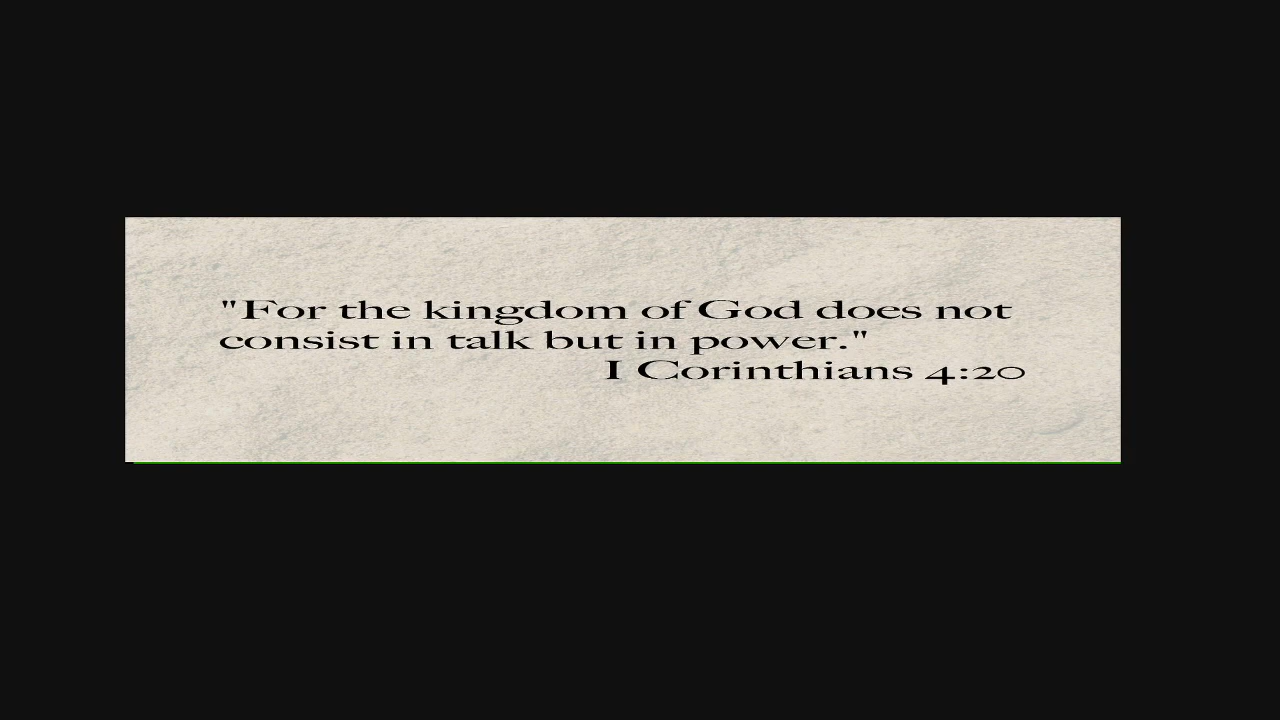 "For the kingdom of God does not
consist in talk but in power."
I Corinthians 4:20